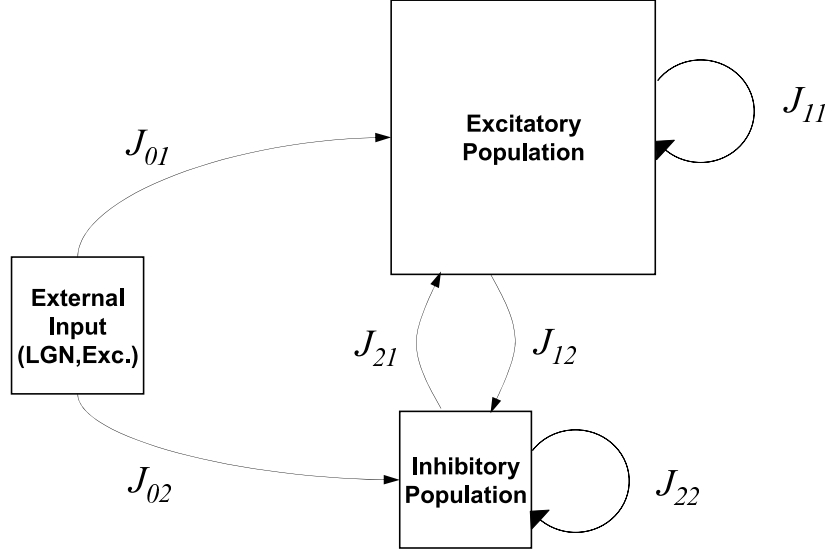 Excitatory
Population
J11
J01
External
Input
(LGN,Exc.)
J21
J12
Inhibitory
Population
J02
J22